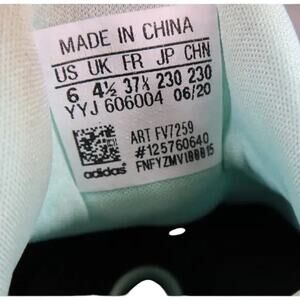 MADE IN CHINA
US UK FR JP CHN
6 4½ 37⅓ 230 230
YYJ 606004 06/20
ART FV7259
#125760640
adidas
FNFYZMV188815